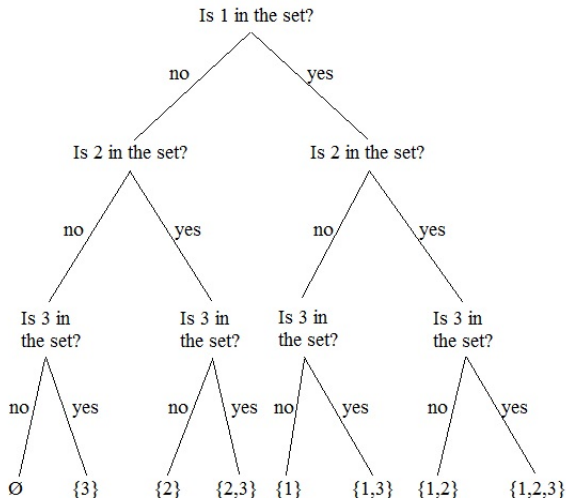 Is 1 in the set?
no
yes
Is 2 in the set?
Is 2 in the set?
no
yes
no
yes
Is 3 in
the set?
Is 3 in
the set?
Is 3 in
the set?
Is 3 in
the set?
no
yes
no
yes
no
yes
no
yes
Ø
{3}
{2}
{2,3}
{1}
{1,3}
{1,2}
{1,2,3}